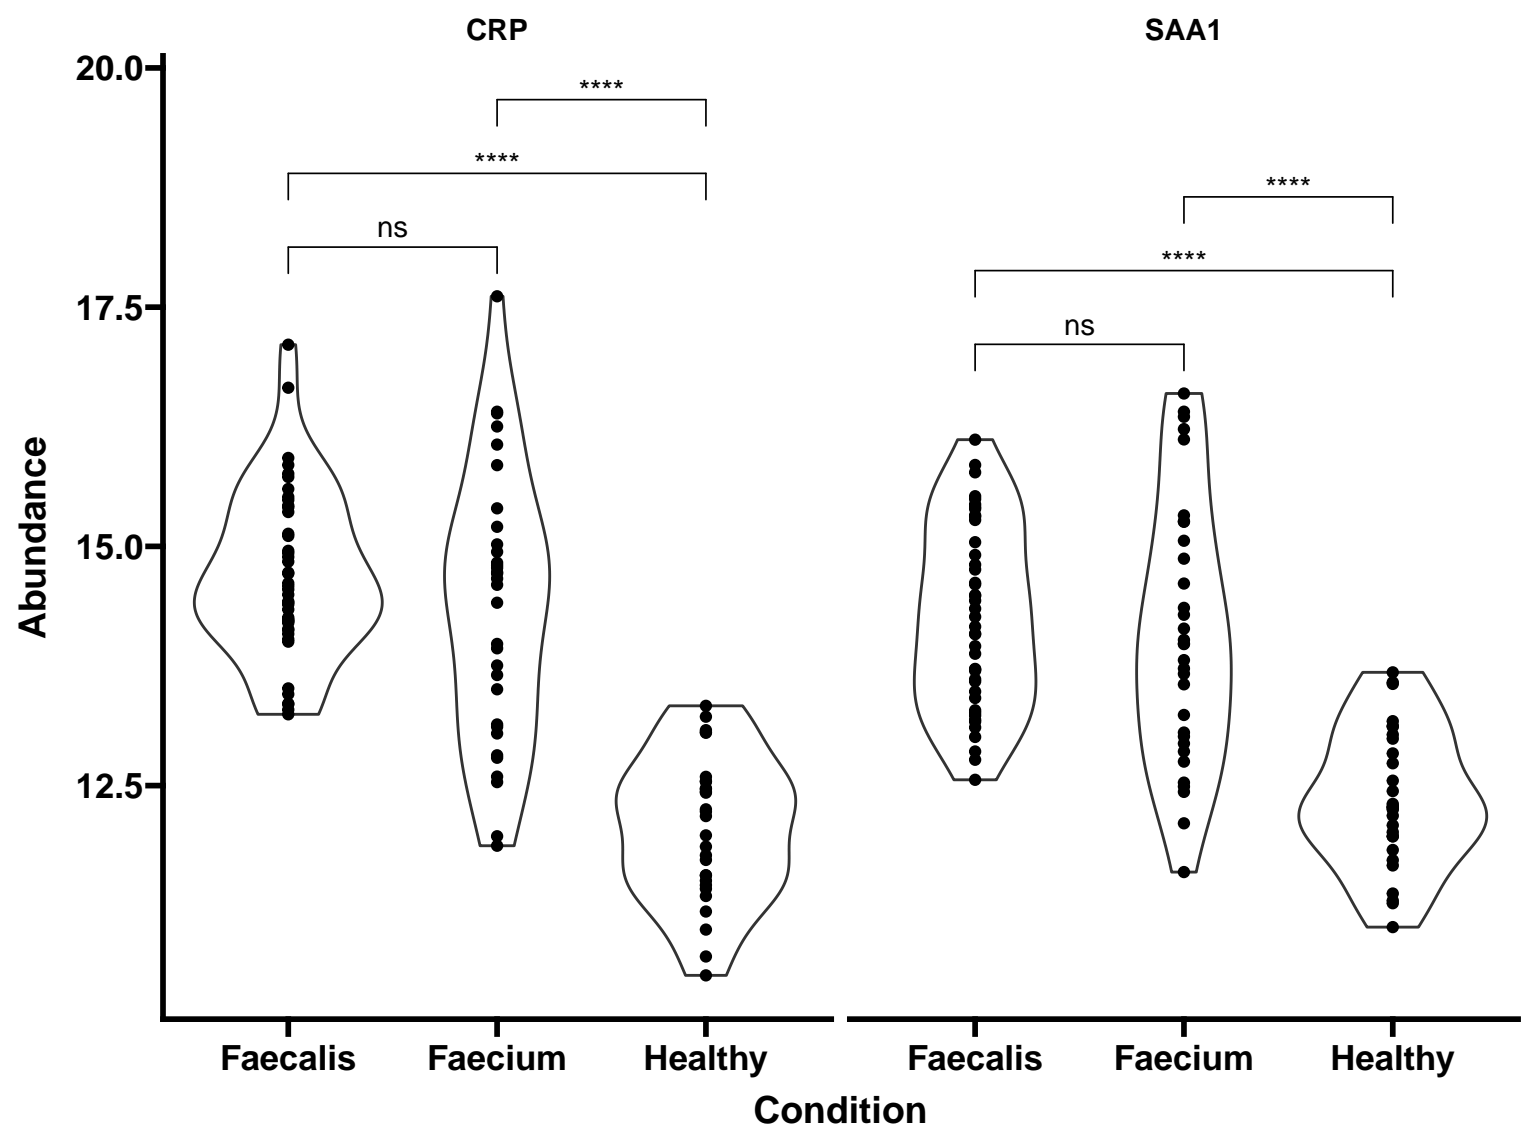 CRP
SAA1
20.0
17.5
15.0
12.5
Abundance
****
****
ns
****
****
ns
Faecalis
Faecium
Healthy
Faecalis
Faecium
Healthy
Condition